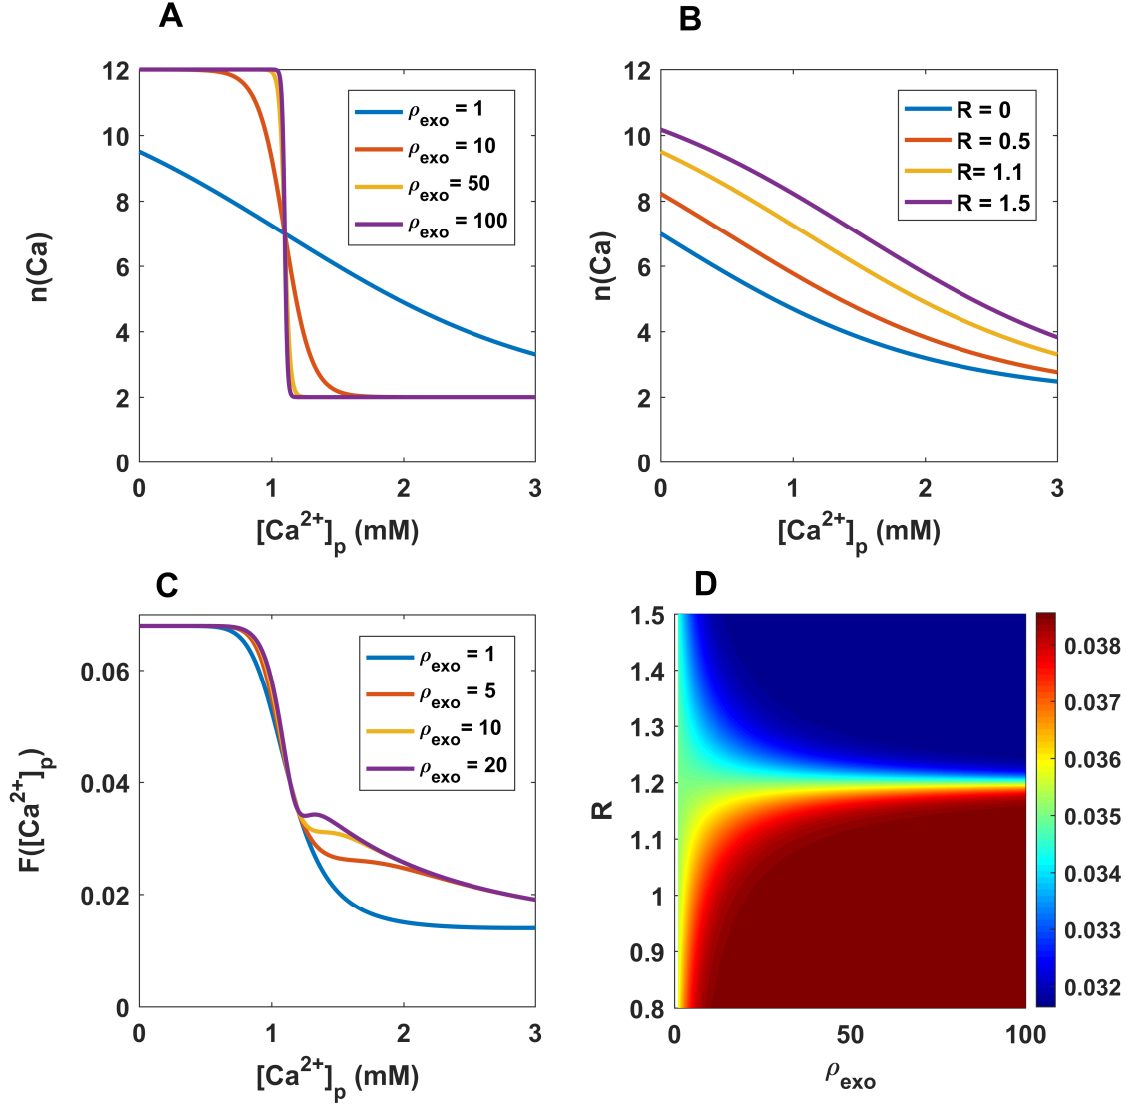 A
12
10
8
6
4
2
0
n(Ca)
0 1 2 3
[Ca²⁺]ₚ (mM)
ρexo = 1
ρexo = 10
ρexo = 50
ρexo = 100
B
12
10
8
6
4
2
0
n(Ca)
0 1 2 3
[Ca²⁺]ₚ (mM)
R = 0
R = 0.5
R= 1.1
R = 1.5
C
0.06
0.04
0.02
0
F([Ca²⁺]ₚ)
0 1 2 3
[Ca²⁺]ₚ (mM)
ρexo = 1
ρexo = 5
ρexo= 10
ρexo = 20
D
1.5
1.4
1.3
1.2
1.1
1
0.9
0.8
R
0 50 100
ρexo
0.038
0.037
0.036
0.035
0.034
0.033
0.032